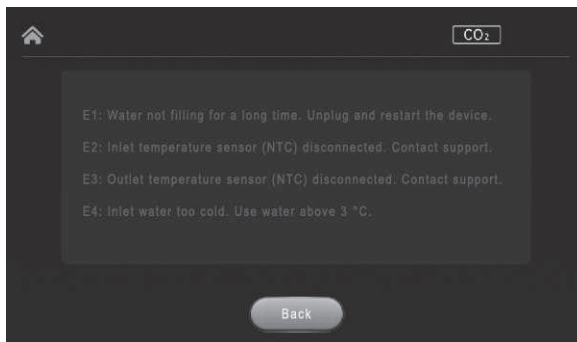 CO₂
E1: Water not filling for a long time. Unplug and restart the device.
E2: Inlet temperature sensor (NTC) disconnected. Contact support.
E3: Outlet temperature sensor (NTC) disconnected. Contact support.
E4: Inlet water too cold. Use water above 3 °C.
Back